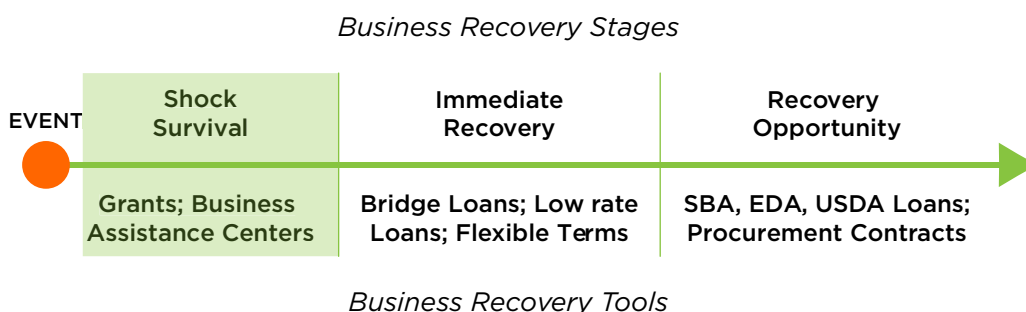 Business Recovery Stages
EVENT
Shock
Survival
Immediate
Recovery
Recovery
Opportunity
Grants; Business
Assistance Centers
Bridge Loans; Low rate
Loans; Flexible Terms
SBA, EDA, USDA Loans;
Procurement Contracts
Business Recovery Tools